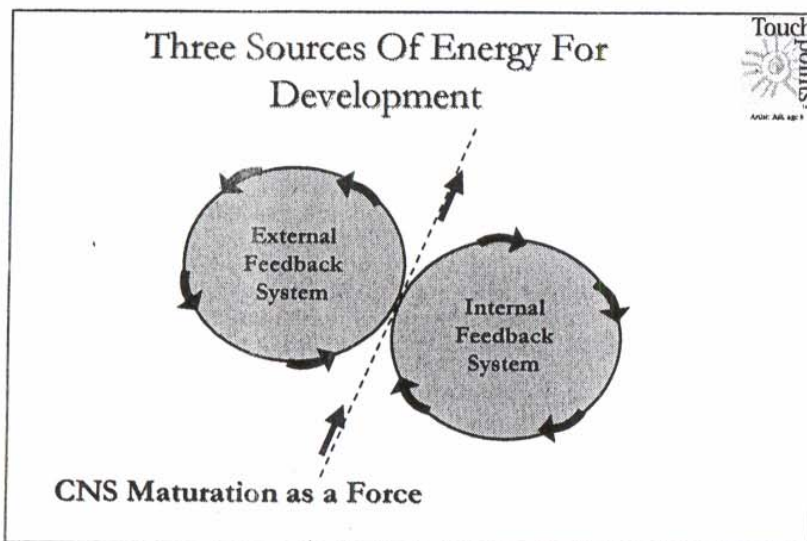 Three Sources Of Energy For
Development
Touch
points
External
Feedback
System
Internal
Feedback
System
CNS Maturation as a Force